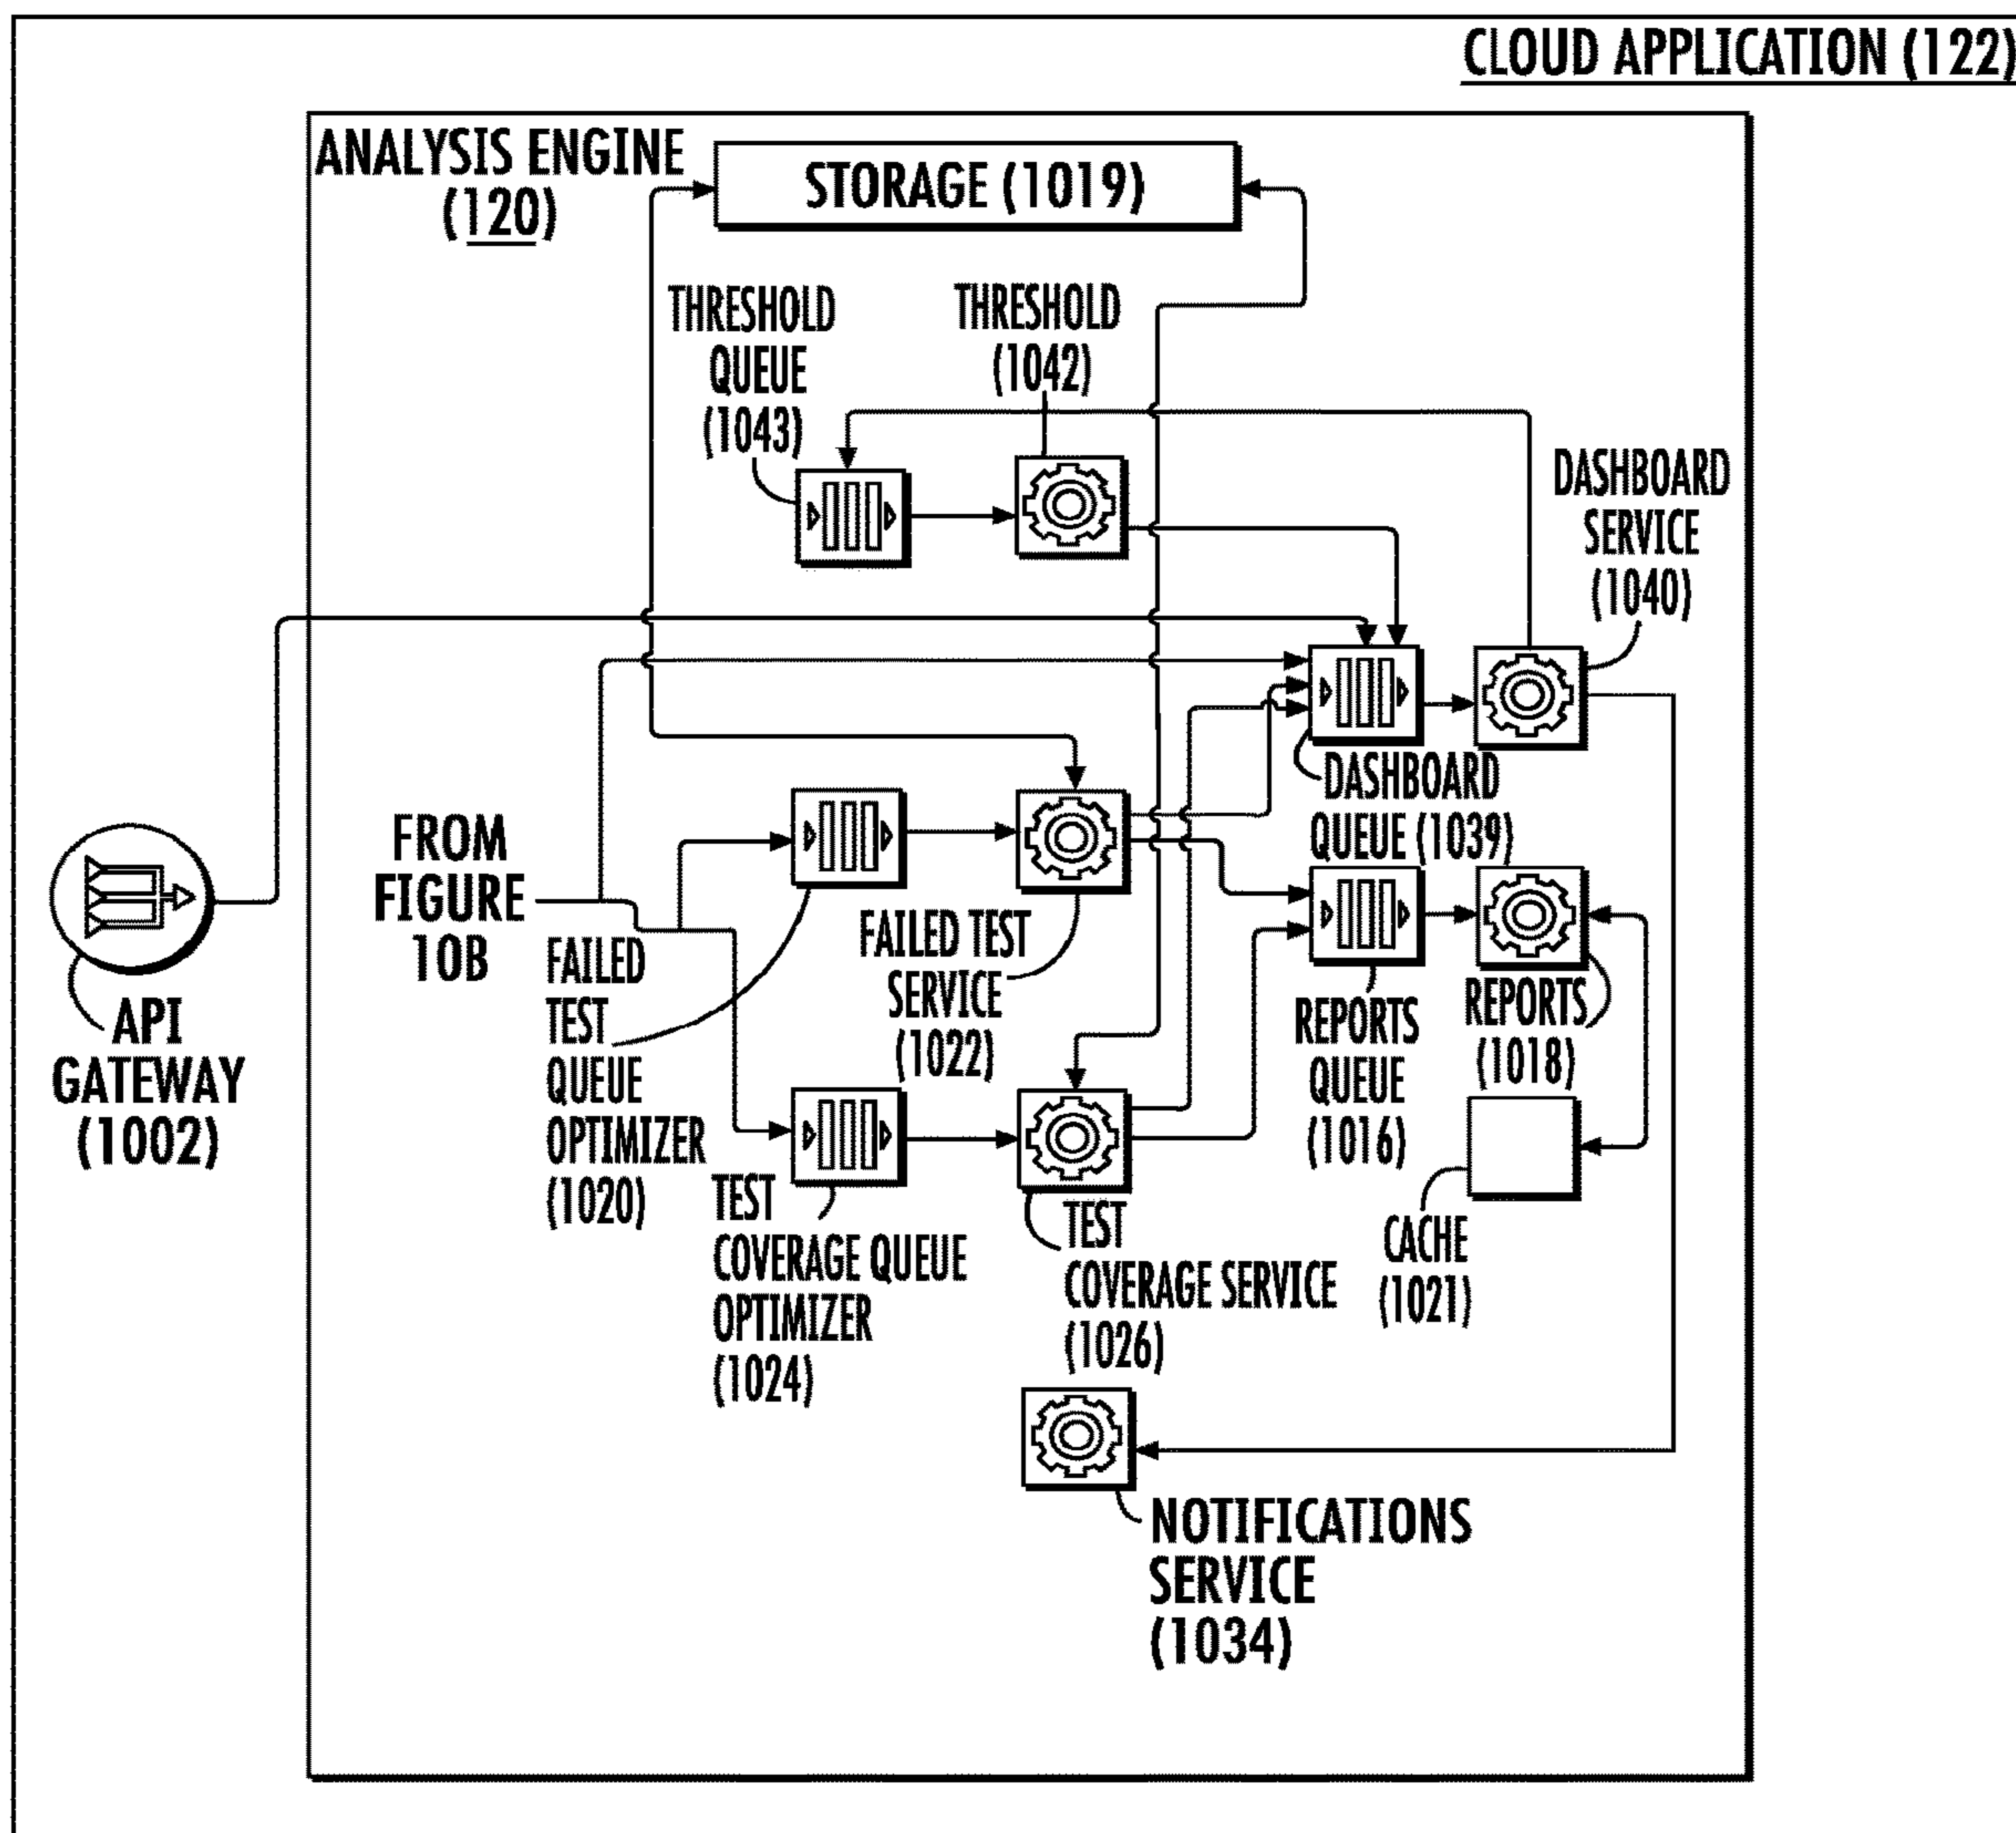 CLOUD APPLICATION (122)
ANALYSIS ENGINE
(120)
STORAGE (1019)
THRESHOLD
QUEUE
(1043)
THRESHOLD
(1042)
DASHBOARD
SERVICE
(1040)
DASHBOARD
QUEUE (1039)
FROM
FIGURE
10B
API
GATEWAY
(1002)
FAILED
TEST
QUEUE
OPTIMIZER
(1020)
FAILED TEST
SERVICE
(1022)
REPORTS
QUEUE
(1016)
REPORTS
(1018)
TEST
COVERAGE QUEUE
OPTIMIZER
(1024)
TEST
COVERAGE SERVICE
(1026)
CACHE
(1021)
NOTIFICATIONS
SERVICE
(1034)